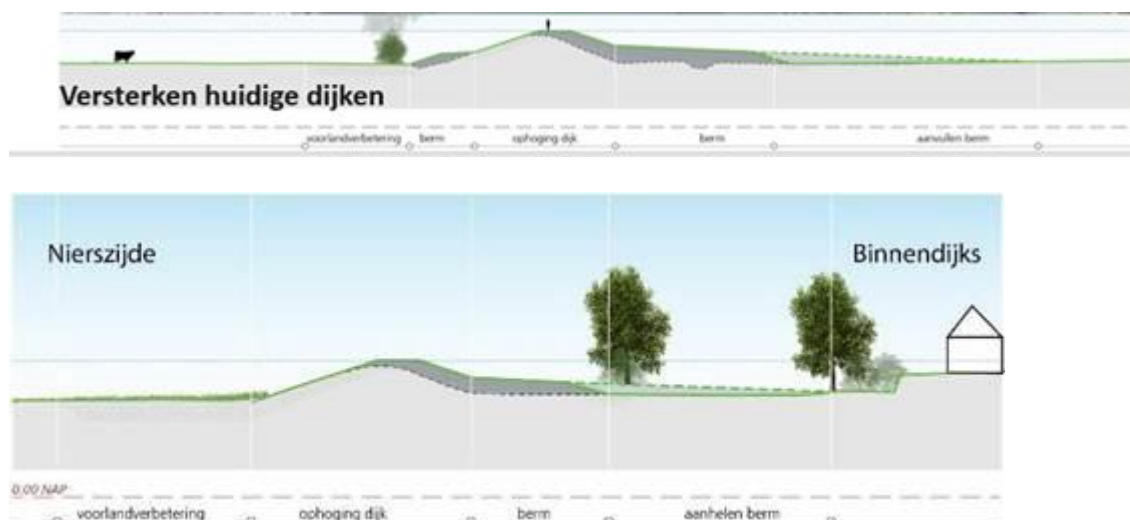 Versterken huidige dijken
voorlandverbetering berm ophoging dijk berm aanvullen berm
Nierszijde Binnendijks
0.00 NAP
voorlandverbetering ophoging dijk berm aanhelen berm